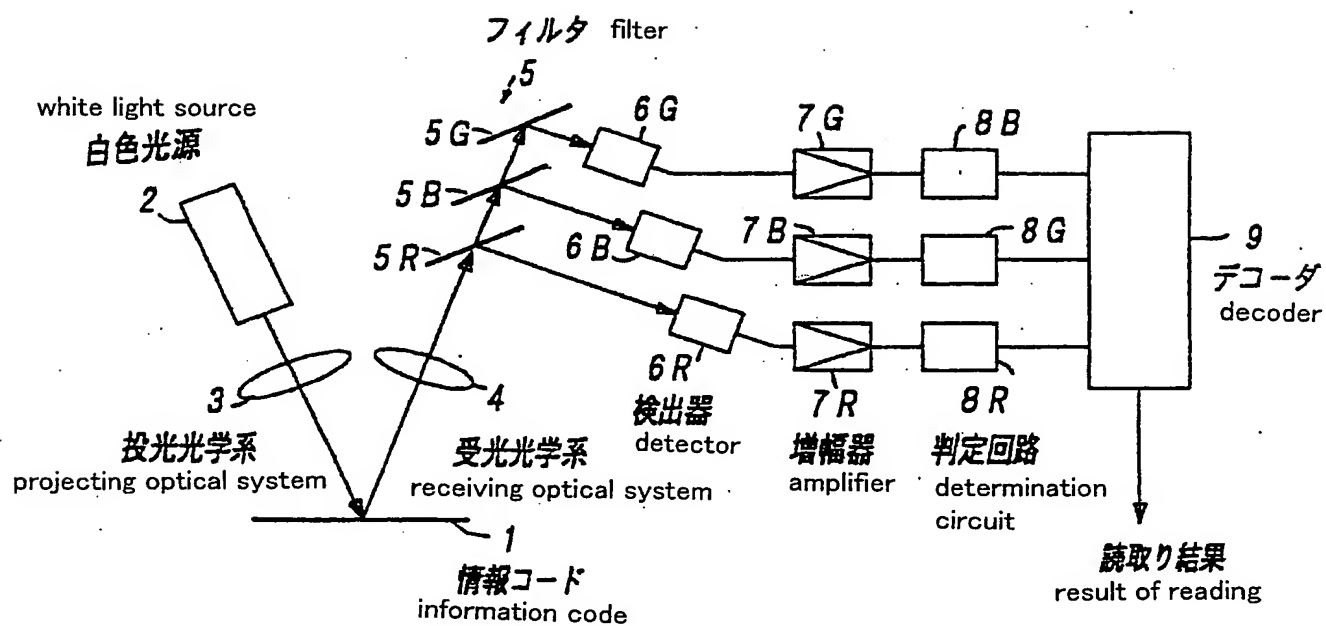 フィルタ filter
5
white light source
白色光源
2
5G
6G
7G
8B
5B
6B
7B
8G
5R
9
デコーダ
decoder
3
4
6R
7R
8R
投光光学系
projecting optical system
受光光学系
receiving optical system
検出器
detector
増幅器
amplifier
判定回路
determination
circuit
1
情報コード
information code
読取り結果
result of reading